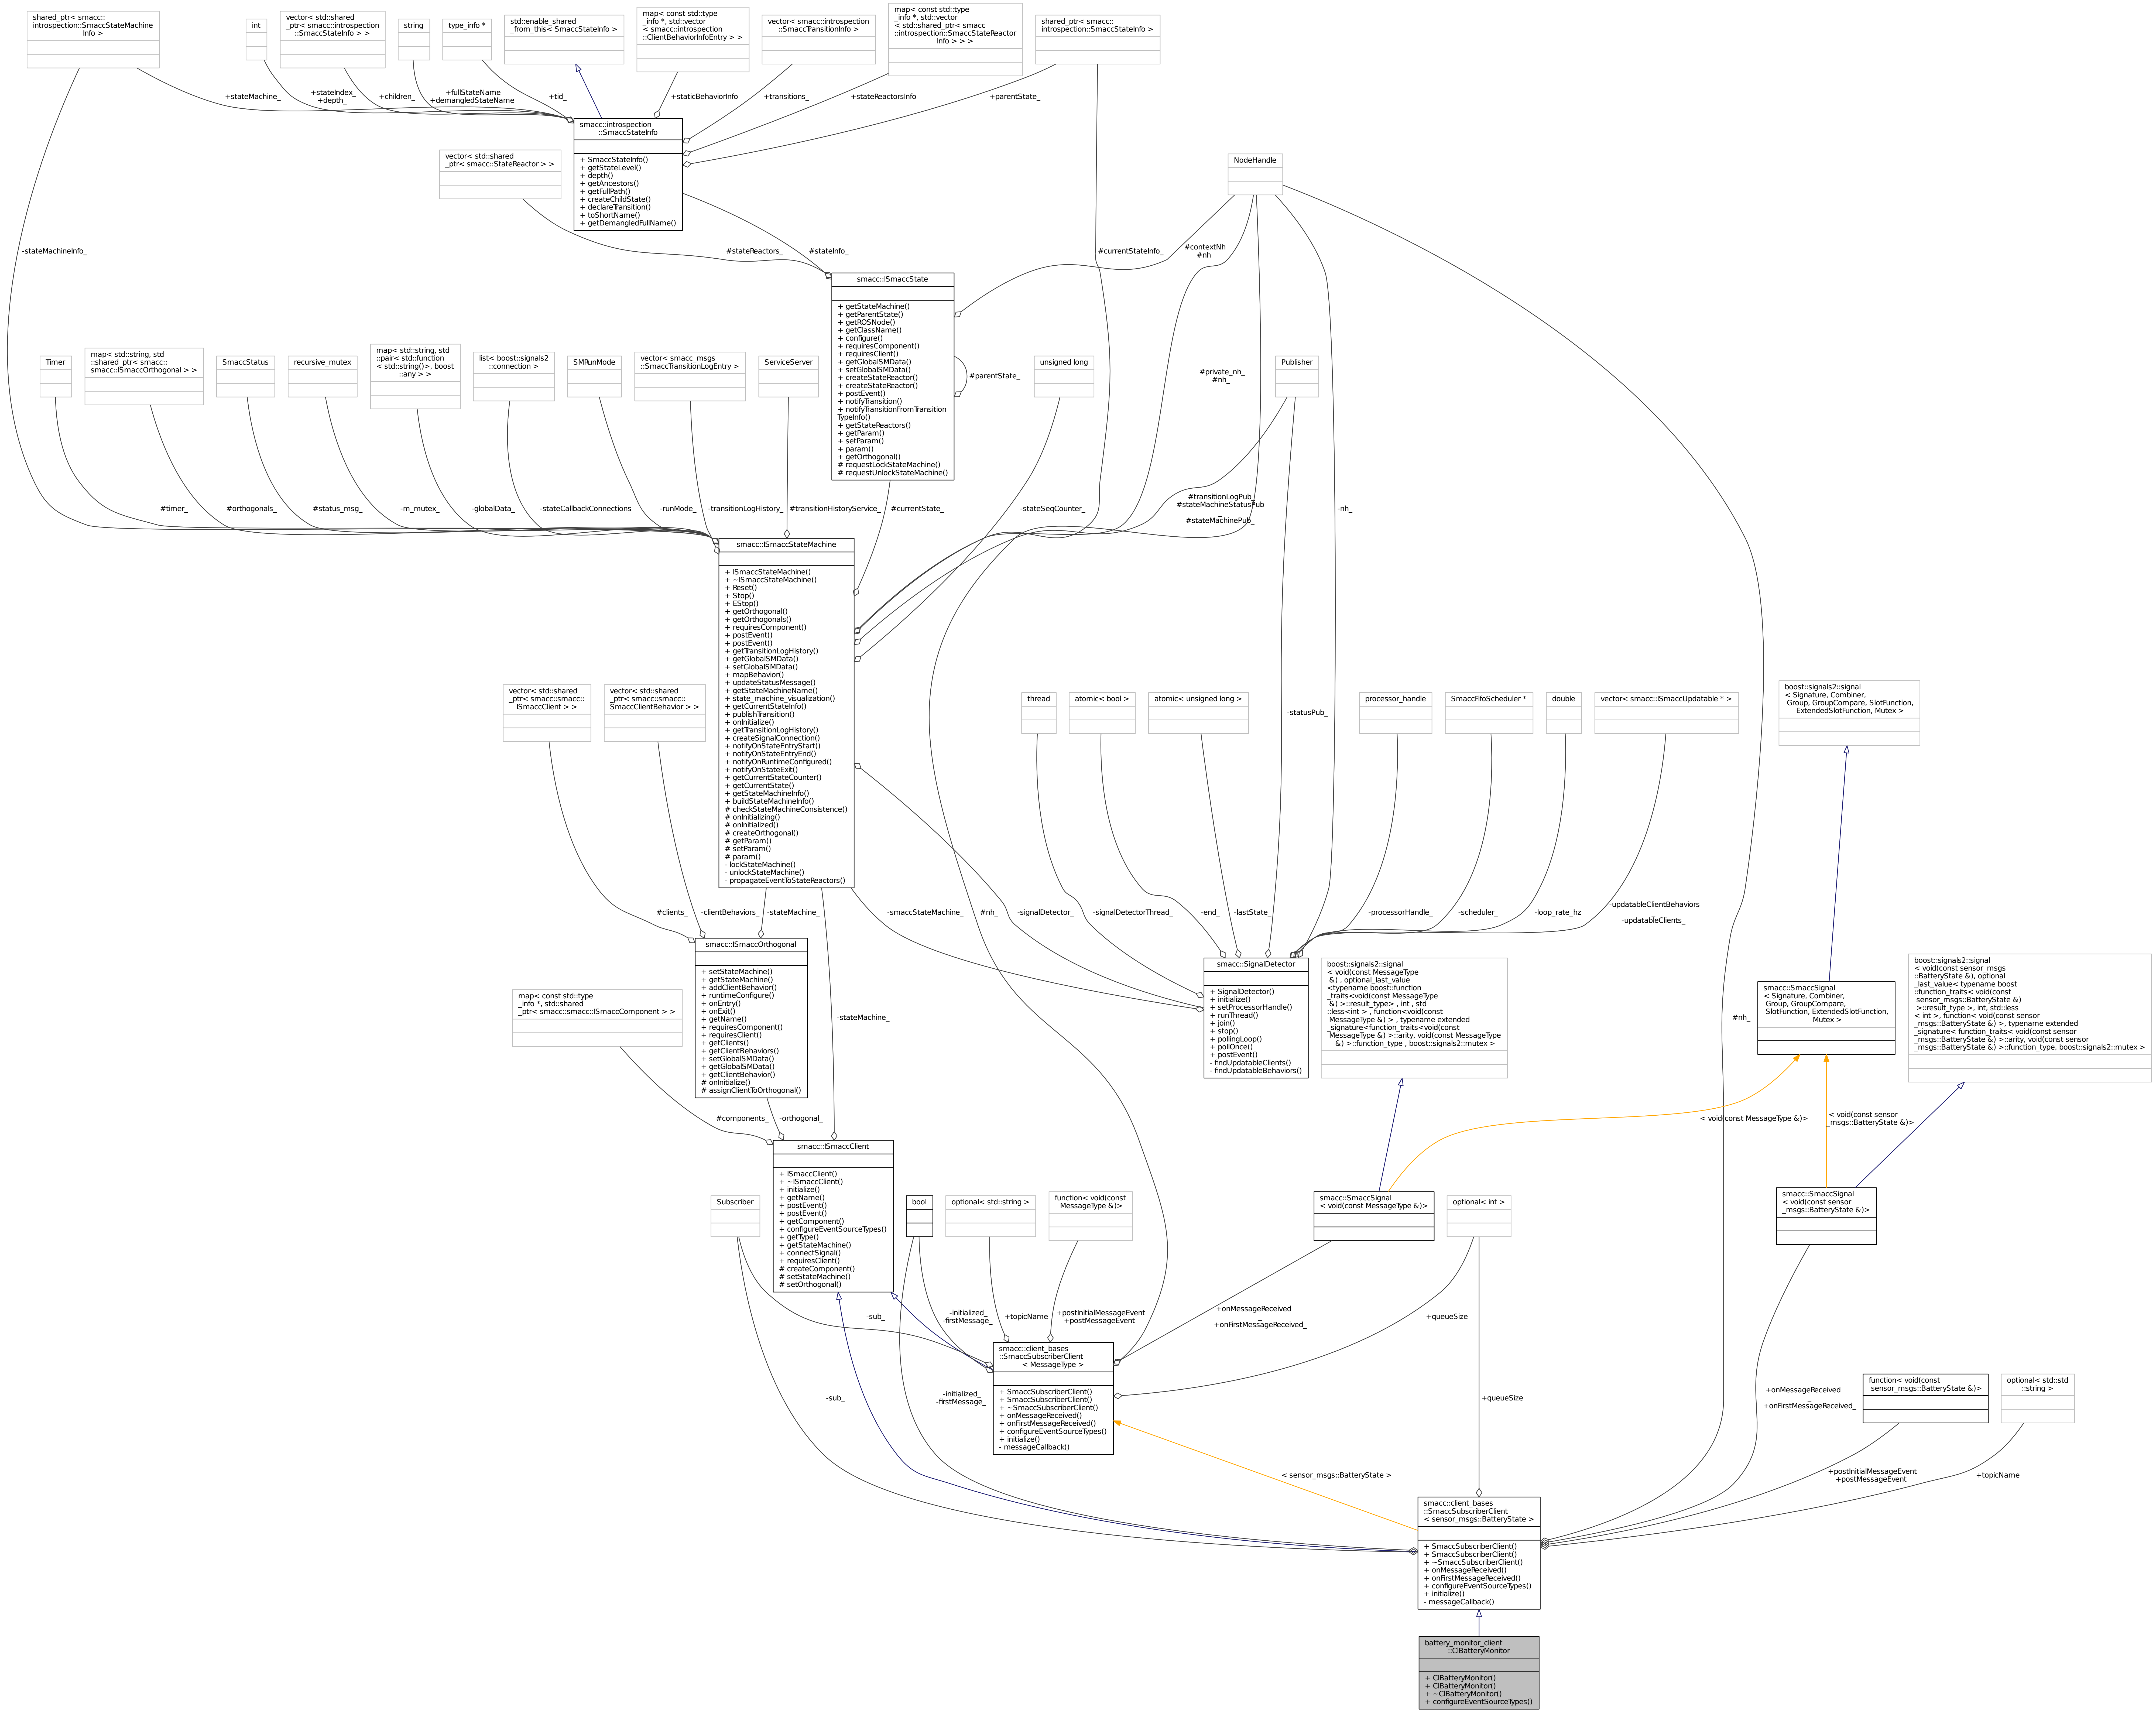 shared_ptr< smacc::
introspection::SmaccStateMachine
Info >
int
vector< std::shared
_ptr< smacc::introspection
::SmaccStateInfo > >
string
type_info *
std::enable_shared
_from_this< SmaccStateInfo >
map< const std::type
_info *, std::vector
< smacc::introspection
::ClientBehaviorInfoEntry > >
vector< smacc::introspection
::SmaccTransitionInfo >
map< const std::type
_info *, std::vector
< std::shared_ptr< smacc
::introspection::SmaccStateReactor
Info > > >
shared_ptr< smacc::
introspection::SmaccStateInfo >
+stateMachine_
+stateIndex_
+depth_
+children_
+fullStateName
+demangledStateName
+tid_
+staticBehaviorInfo
+transitions_
+stateReactorsInfo
+parentState_
smacc::introspection
::SmaccStateInfo
+ SmaccStateInfo()
+ getStateLevel()
+ depth()
+ getAncestors()
+ getFullPath()
+ createChildState()
+ declareTransition()
+ toShortName()
+ getDemangledFullName()
vector< std::shared
_ptr< smacc::StateReactor > >
NodeHandle
-stateMachineInfo_
#stateReactors_
#stateInfo_
#currentStateInfo_
#contextNh
#nh
smacc::ISmaccState
+ getStateMachine()
+ getParentState()
+ getROSNode()
+ getClassName()
+ configure()
+ requiresComponent()
+ requiresClient()
+ getGlobalSMData()
+ setGlobalSMData()
+ createStateReactor()
+ createStateReactor()
+ postEvent()
+ notifyTransition()
+ notifyTransitionFromTransition
TypeInfo()
+ getStateReactors()
+ getParam()
+ setParam()
+ param()
+ getOrthogonal()
# requestLockStateMachine()
# requestUnlockStateMachine()
#parentState_
Timer
map< std::string, std
::shared_ptr< smacc::
smacc::ISmaccOrthogonal > >
SmaccStatus
recursive_mutex
map< std::string, std
::pair< std::function
< std::string()>, boost
::any > >
list< boost::signals2
::connection >
SMRunMode
vector< smacc_msgs
::SmaccTransitionLogEntry >
ServiceServer
unsigned long
#private_nh_
#nh_
Publisher
#timer_
#orthogonals_
#status_msg_
-m_mutex_
-globalData_
-stateCallbackConnections
-runMode_
-transitionLogHistory_
#transitionHistoryService_
#currentState_
-stateSeqCounter_
#transitionLogPub_
#stateMachineStatusPub
_
#stateMachinePub_
-nh_
smacc::ISmaccStateMachine
+ ISmaccStateMachine()
+ ~ISmaccStateMachine()
+ Reset()
+ Stop()
+ EStop()
+ getOrthogonal()
+ getOrthogonals()
+ requiresComponent()
+ postEvent()
+ postEvent()
+ getTransitionLogHistory()
+ getGlobalSMData()
+ setGlobalSMData()
+ mapBehavior()
+ updateStatusMessage()
+ getStateMachineName()
+ state_machine_visualization()
+ getCurrentStateInfo()
+ publishTransition()
+ onInitialize()
+ getTransitionLogHistory()
+ createSignalConnection()
+ notifyOnStateEntryStart()
+ notifyOnStateEntryEnd()
+ notifyOnRuntimeConfigured()
+ notifyOnStateExit()
+ getCurrentStateCounter()
+ getCurrentState()
+ getStateMachineInfo()
+ buildStateMachineInfo()
# checkStateMachineConsistence()
# onInitializing()
# onInitialized()
# createOrthogonal()
# getParam()
# setParam()
# param()
- lockStateMachine()
- unlockStateMachine()
- propagateEventToStateReactors()
vector< std::shared
_ptr< smacc::smacc::
ISmaccClient > >
vector< std::shared
_ptr< smacc::smacc::
SmaccClientBehavior > >
thread
atomic< bool >
atomic< unsigned long >
-statusPub_
processor_handle
SmaccFifoScheduler *
double
vector< smacc::ISmaccUpdatable * >
boost::signals2::signal
< Signature, Combiner,
Group, GroupCompare, SlotFunction,
ExtendedSlotFunction, Mutex >
#clients_
-clientBehaviors_
-stateMachine_
-smaccStateMachine_
#nh_
-signalDetector_
-signalDetectorThread_
-end_
-lastState_
-processorHandle_
-scheduler_
-loop_rate_hz
-updatableClientBehaviors
_
-updatableClients_
smacc::ISmaccOrthogonal
+ setStateMachine()
+ getStateMachine()
+ addClientBehavior()
+ runtimeConfigure()
+ onEntry()
+ onExit()
+ getName()
+ requiresComponent()
+ requiresClient()
+ getClients()
+ getClientBehaviors()
+ setGlobalSMData()
+ getGlobalSMData()
+ getClientBehavior()
# onInitialize()
# assignClientToOrthogonal()
map< const std::type
_info *, std::shared
_ptr< smacc::smacc::ISmaccComponent > >
-stateMachine_
smacc::SignalDetector
+ SignalDetector()
+ initialize()
+ setProcessorHandle()
+ runThread()
+ join()
+ stop()
+ pollingLoop()
+ pollOnce()
+ postEvent()
- findUpdatableClients()
- findUpdatableBehaviors()
boost::signals2::signal
< void(const MessageType
&) , optional_last_value
<typename boost::function
_traits<void(const MessageType
&) >::result_type> , int , std
::less<int > , function<void(const
MessageType &) > , typename extended
_signature<function_traits<void(const
MessageType &) >::arity, void(const MessageType
&) >::function_type , boost::signals2::mutex >
#nh_
smacc::SmaccSignal
< Signature, Combiner,
Group, GroupCompare,
SlotFunction, ExtendedSlotFunction,
Mutex >
boost::signals2::signal
< void(const sensor_msgs
::BatteryState &), optional
_last_value< typename boost
::function_traits< void(const
sensor_msgs::BatteryState &)
>::result_type >, int, std::less
< int >, function< void(const sensor
_msgs::BatteryState &) >, typename extended
_signature< function_traits< void(const sensor
_msgs::BatteryState &) >::arity, void(const sensor
_msgs::BatteryState &) >::function_type, boost::signals2::mutex >
#components_
-orthogonal_
< void(const MessageType &)>
< void(const sensor
_msgs::BatteryState &)>
smacc::ISmaccClient
+ ISmaccClient()
+ ~ISmaccClient()
+ initialize()
+ getName()
+ postEvent()
+ postEvent()
+ getComponent()
+ configureEventSourceTypes()
+ getType()
+ getStateMachine()
+ connectSignal()
+ requiresClient()
# createComponent()
# setStateMachine()
# setOrthogonal()
Subscriber
bool
optional< std::string >
function< void(const
MessageType &)>
smacc::SmaccSignal
< void(const MessageType &)>
optional< int >
smacc::SmaccSignal
< void(const sensor
_msgs::BatteryState &)>
-sub_
-initialized_
-firstMessage_
+topicName
+postInitialMessageEvent
+postMessageEvent
+onMessageReceived
_
+onFirstMessageReceived_
+queueSize
smacc::client_bases
::SmaccSubscriberClient
< MessageType >
+ SmaccSubscriberClient()
+ SmaccSubscriberClient()
+ ~SmaccSubscriberClient()
+ onMessageReceived()
+ onFirstMessageReceived()
+ configureEventSourceTypes()
+ initialize()
- messageCallback()
-sub_
-initialized_
-firstMessage_
+queueSize
+onMessageReceived
_
+onFirstMessageReceived_
function< void(const
sensor_msgs::BatteryState &)>
optional< std::std
::string >
< sensor_msgs::BatteryState >
+postInitialMessageEvent
+postMessageEvent
+topicName
smacc::client_bases
::SmaccSubscriberClient
< sensor_msgs::BatteryState >
+ SmaccSubscriberClient()
+ SmaccSubscriberClient()
+ ~SmaccSubscriberClient()
+ onMessageReceived()
+ onFirstMessageReceived()
+ configureEventSourceTypes()
+ initialize()
- messageCallback()
battery_monitor_client
::ClBatteryMonitor
+ ClBatteryMonitor()
+ ClBatteryMonitor()
+ ~ClBatteryMonitor()
+ configureEventSourceTypes()